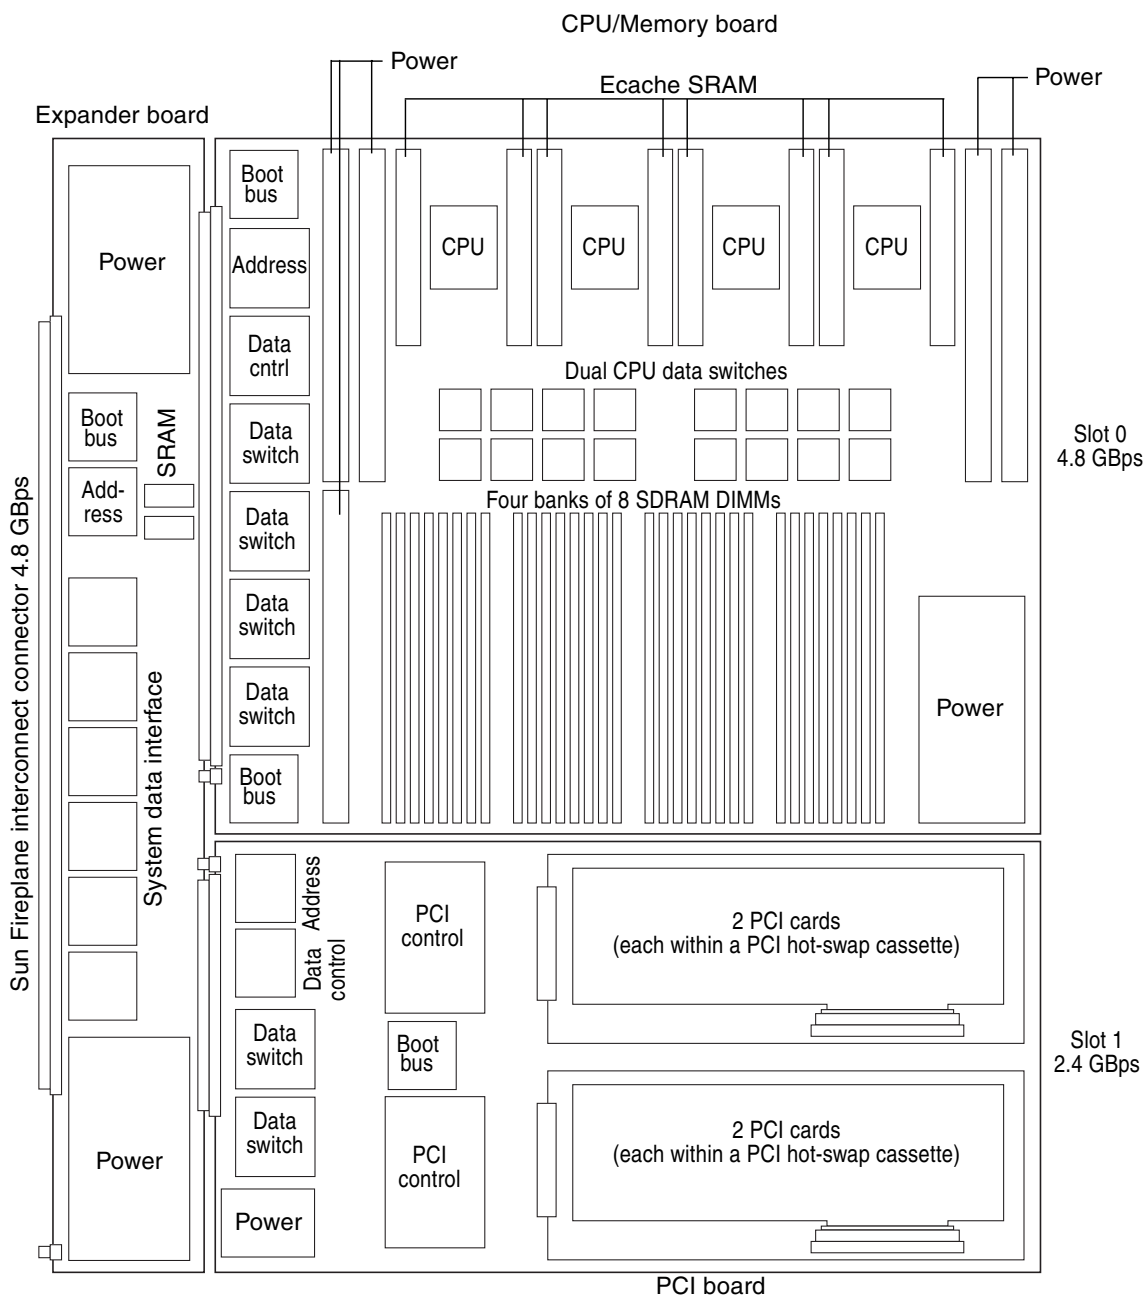 CPU/Memory board
Power
Ecache SRAM
Power
Expander board
Power
Boot
bus
SRAM
Add-
ress
System data interface
Sun Fireplane interconnect connector 4.8 GBps
Power
Boot
bus
Address
Data
cntrl
Data
switch
Data
switch
Data
switch
Data
switch
Boot
bus
CPU
CPU
CPU
CPU
Dual CPU data switches
Four banks of 8 SDRAM DIMMs
Power
Slot 0
4.8 GBps
Address
Data
control
Data
switch
Data
switch
Power
PCI
control
Boot
bus
PCI
control
2 PCI cards
(each within a PCI hot-swap cassette)
2 PCI cards
(each within a PCI hot-swap cassette)
Slot 1
2.4 GBps
PCI board